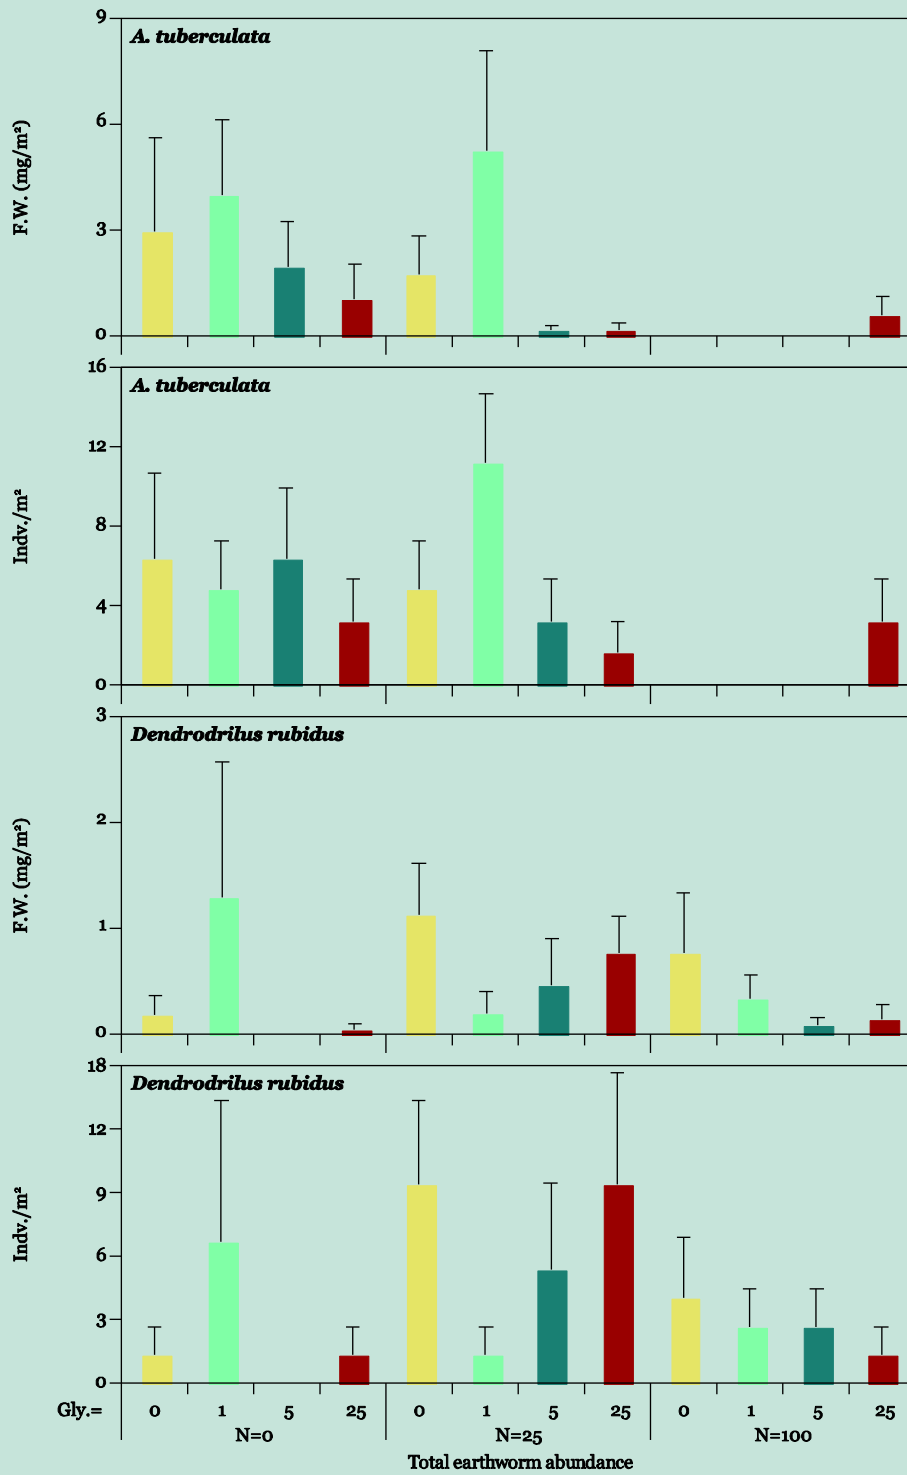 9
A. tuberculata
6
F.W. (mg/m²)
3
0
16
A. tuberculata
12
Indv./m²
8
4
0
3
Dendrodrilus rubidus
2
F.W. (mg/m²)
1
0
18
Dendrodrilus rubidus
12
9
Indv./m²
6
3
0
Gly.= 0 1 5 25 0 1 5 25 0 1 5 25
N=0 N=25 N=100
Total earthworm abundance